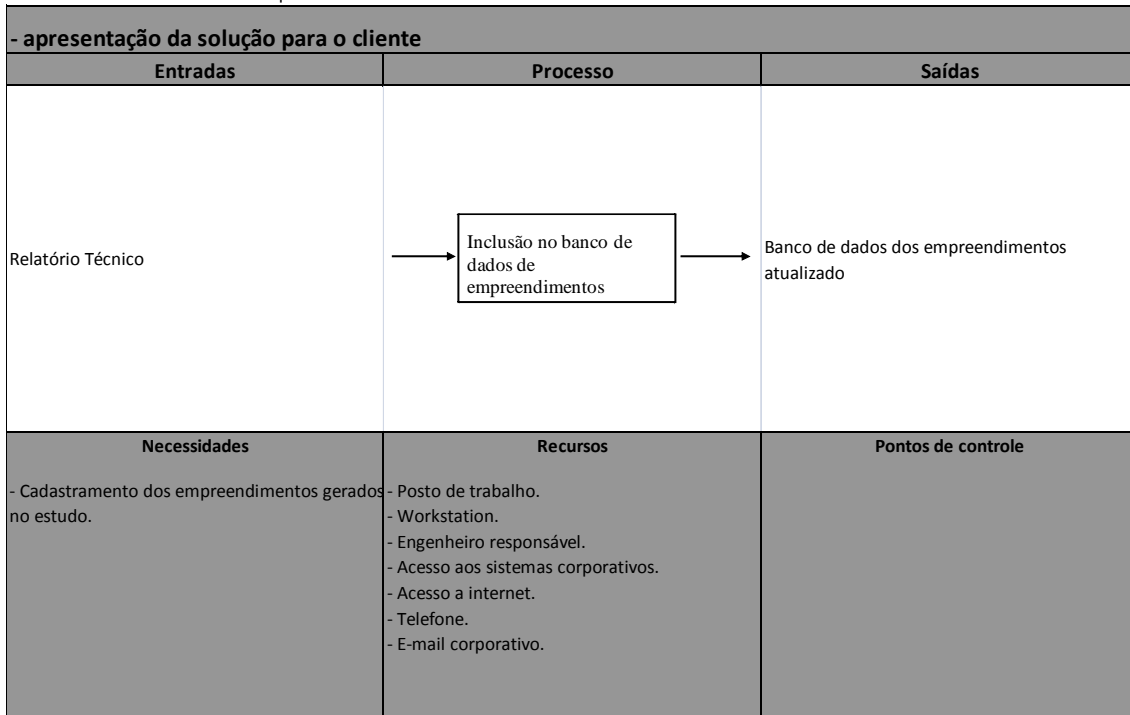 - apresentação da solução para o cliente
Entradas
Processo
Saídas
Relatório Técnico
Inclusão no banco de
dados de
empreendimentos
Banco de dados dos empreendimentos
atualizado
Necessidades
Recursos
Pontos de controle
- Cadastramento dos empreendimentos gerados
no estudo.
- Posto de trabalho.
- Workstation.
- Engenheiro responsável.
- Acesso aos sistemas corporativos.
- Acesso a internet.
- Telefone.
- E-mail corporativo.